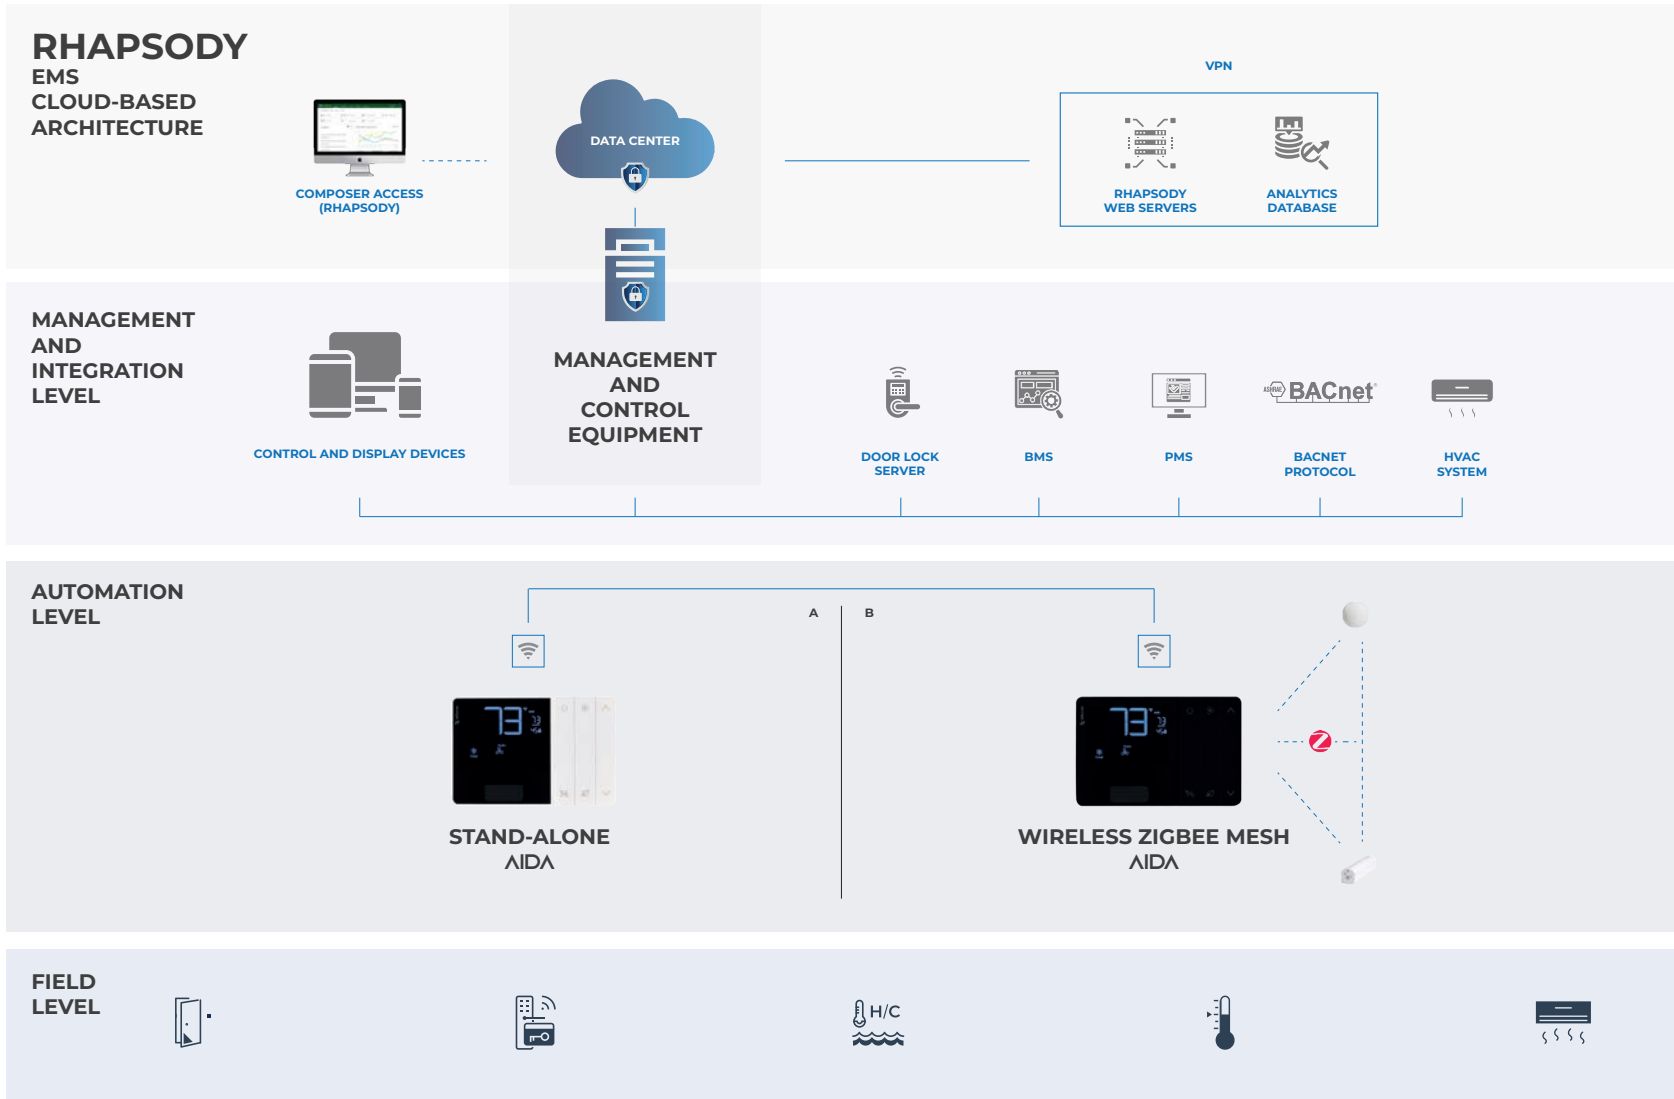 RHAPSODY
EMS
CLOUD-BASED
ARCHITECTURE
COMPOSER ACCESS
(RHAPSODY)
DATA CENTER
VPN
RHAPSODY
WEB SERVERS
ANALYTICS
DATABASE
MANAGEMENT
AND
INTEGRATION
LEVEL
CONTROL AND DISPLAY DEVICES
MANAGEMENT
AND
CONTROL
EQUIPMENT
DOOR LOCK
SERVER
BMS
PMS
ASHRAE BACnet®
BACNET
PROTOCOL
HVAC
SYSTEM
AUTOMATION
LEVEL
A
B
73
STAND-ALONE
AIDA
73
Z
WIRELESS ZIGBEE MESH
AIDA
FIELD
LEVEL
H/C